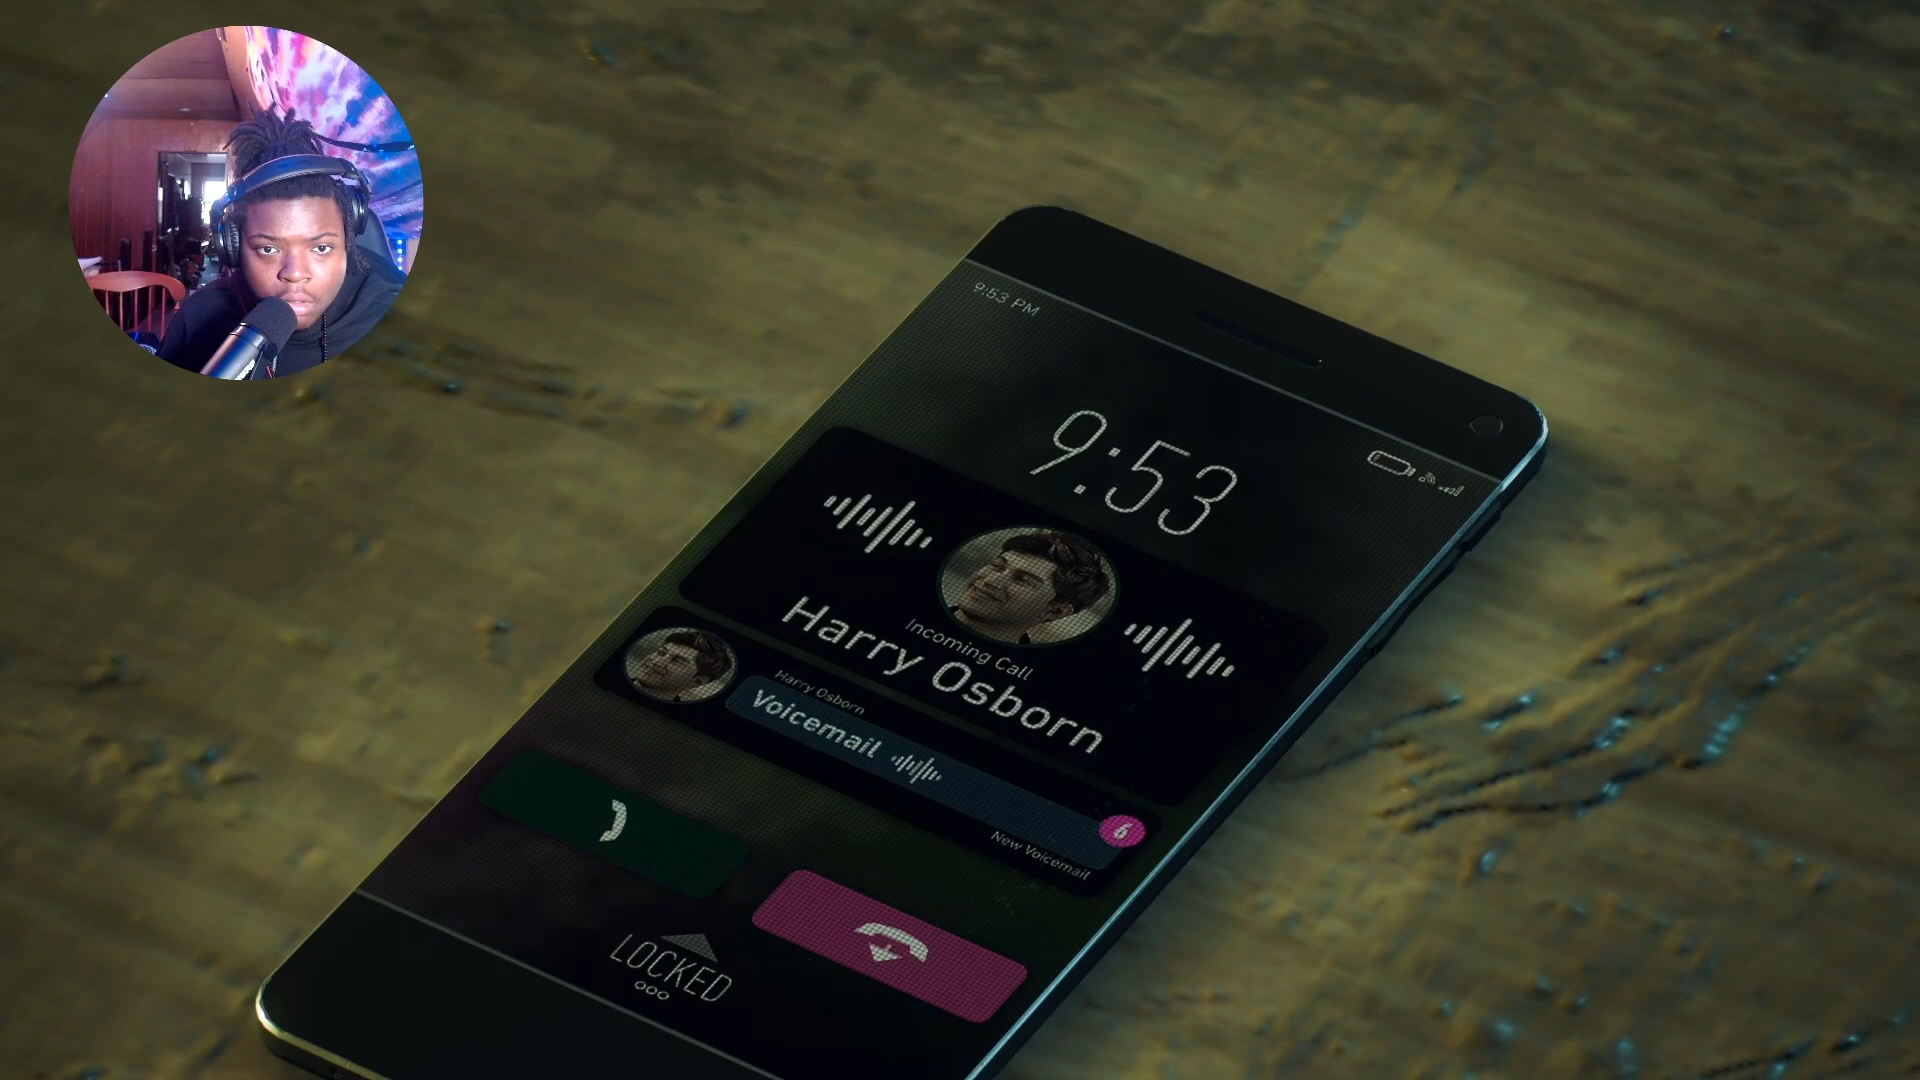 9:53 PM
9:53
Incoming Call
Harry Osborn
Harry Osborn
Voicemail
6
New Voicemail
LOCKED